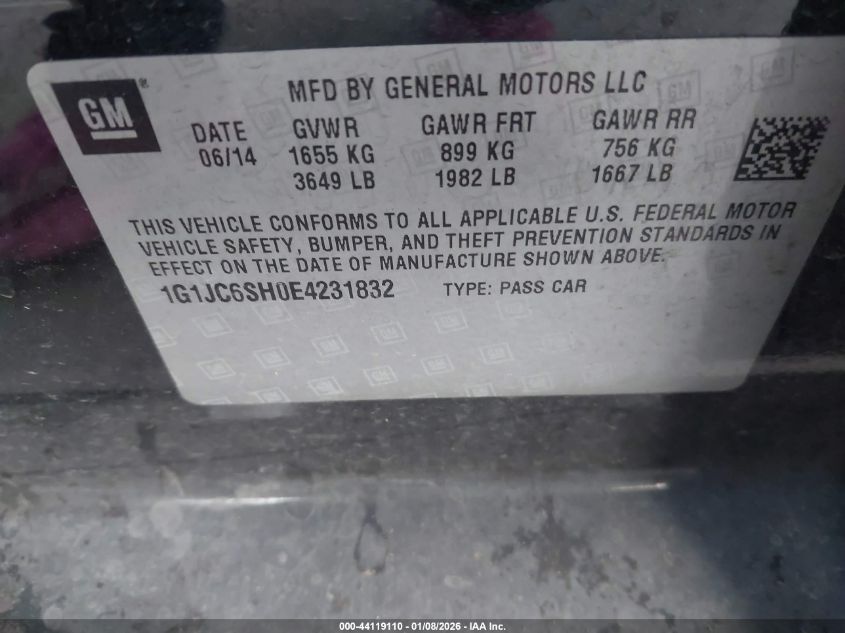 GM ®
MFD BY GENERAL MOTORS LLC
DATE GVWR GAWR FRT GAWR RR
06/14 1655 KG 899 KG 756 KG
3649 LB 1982 LB 1667 LB
THIS VEHICLE CONFORMS TO ALL APPLICABLE U.S. FEDERAL MOTOR
VEHICLE SAFETY, BUMPER, AND THEFT PREVENTION STANDARDS IN
EFFECT ON THE DATE OF MANUFACTURE SHOWN ABOVE.
1G1JC6SH0E4231832 TYPE: PASS CAR
000-44119110 - 01/08/2026 - IAA Inc.